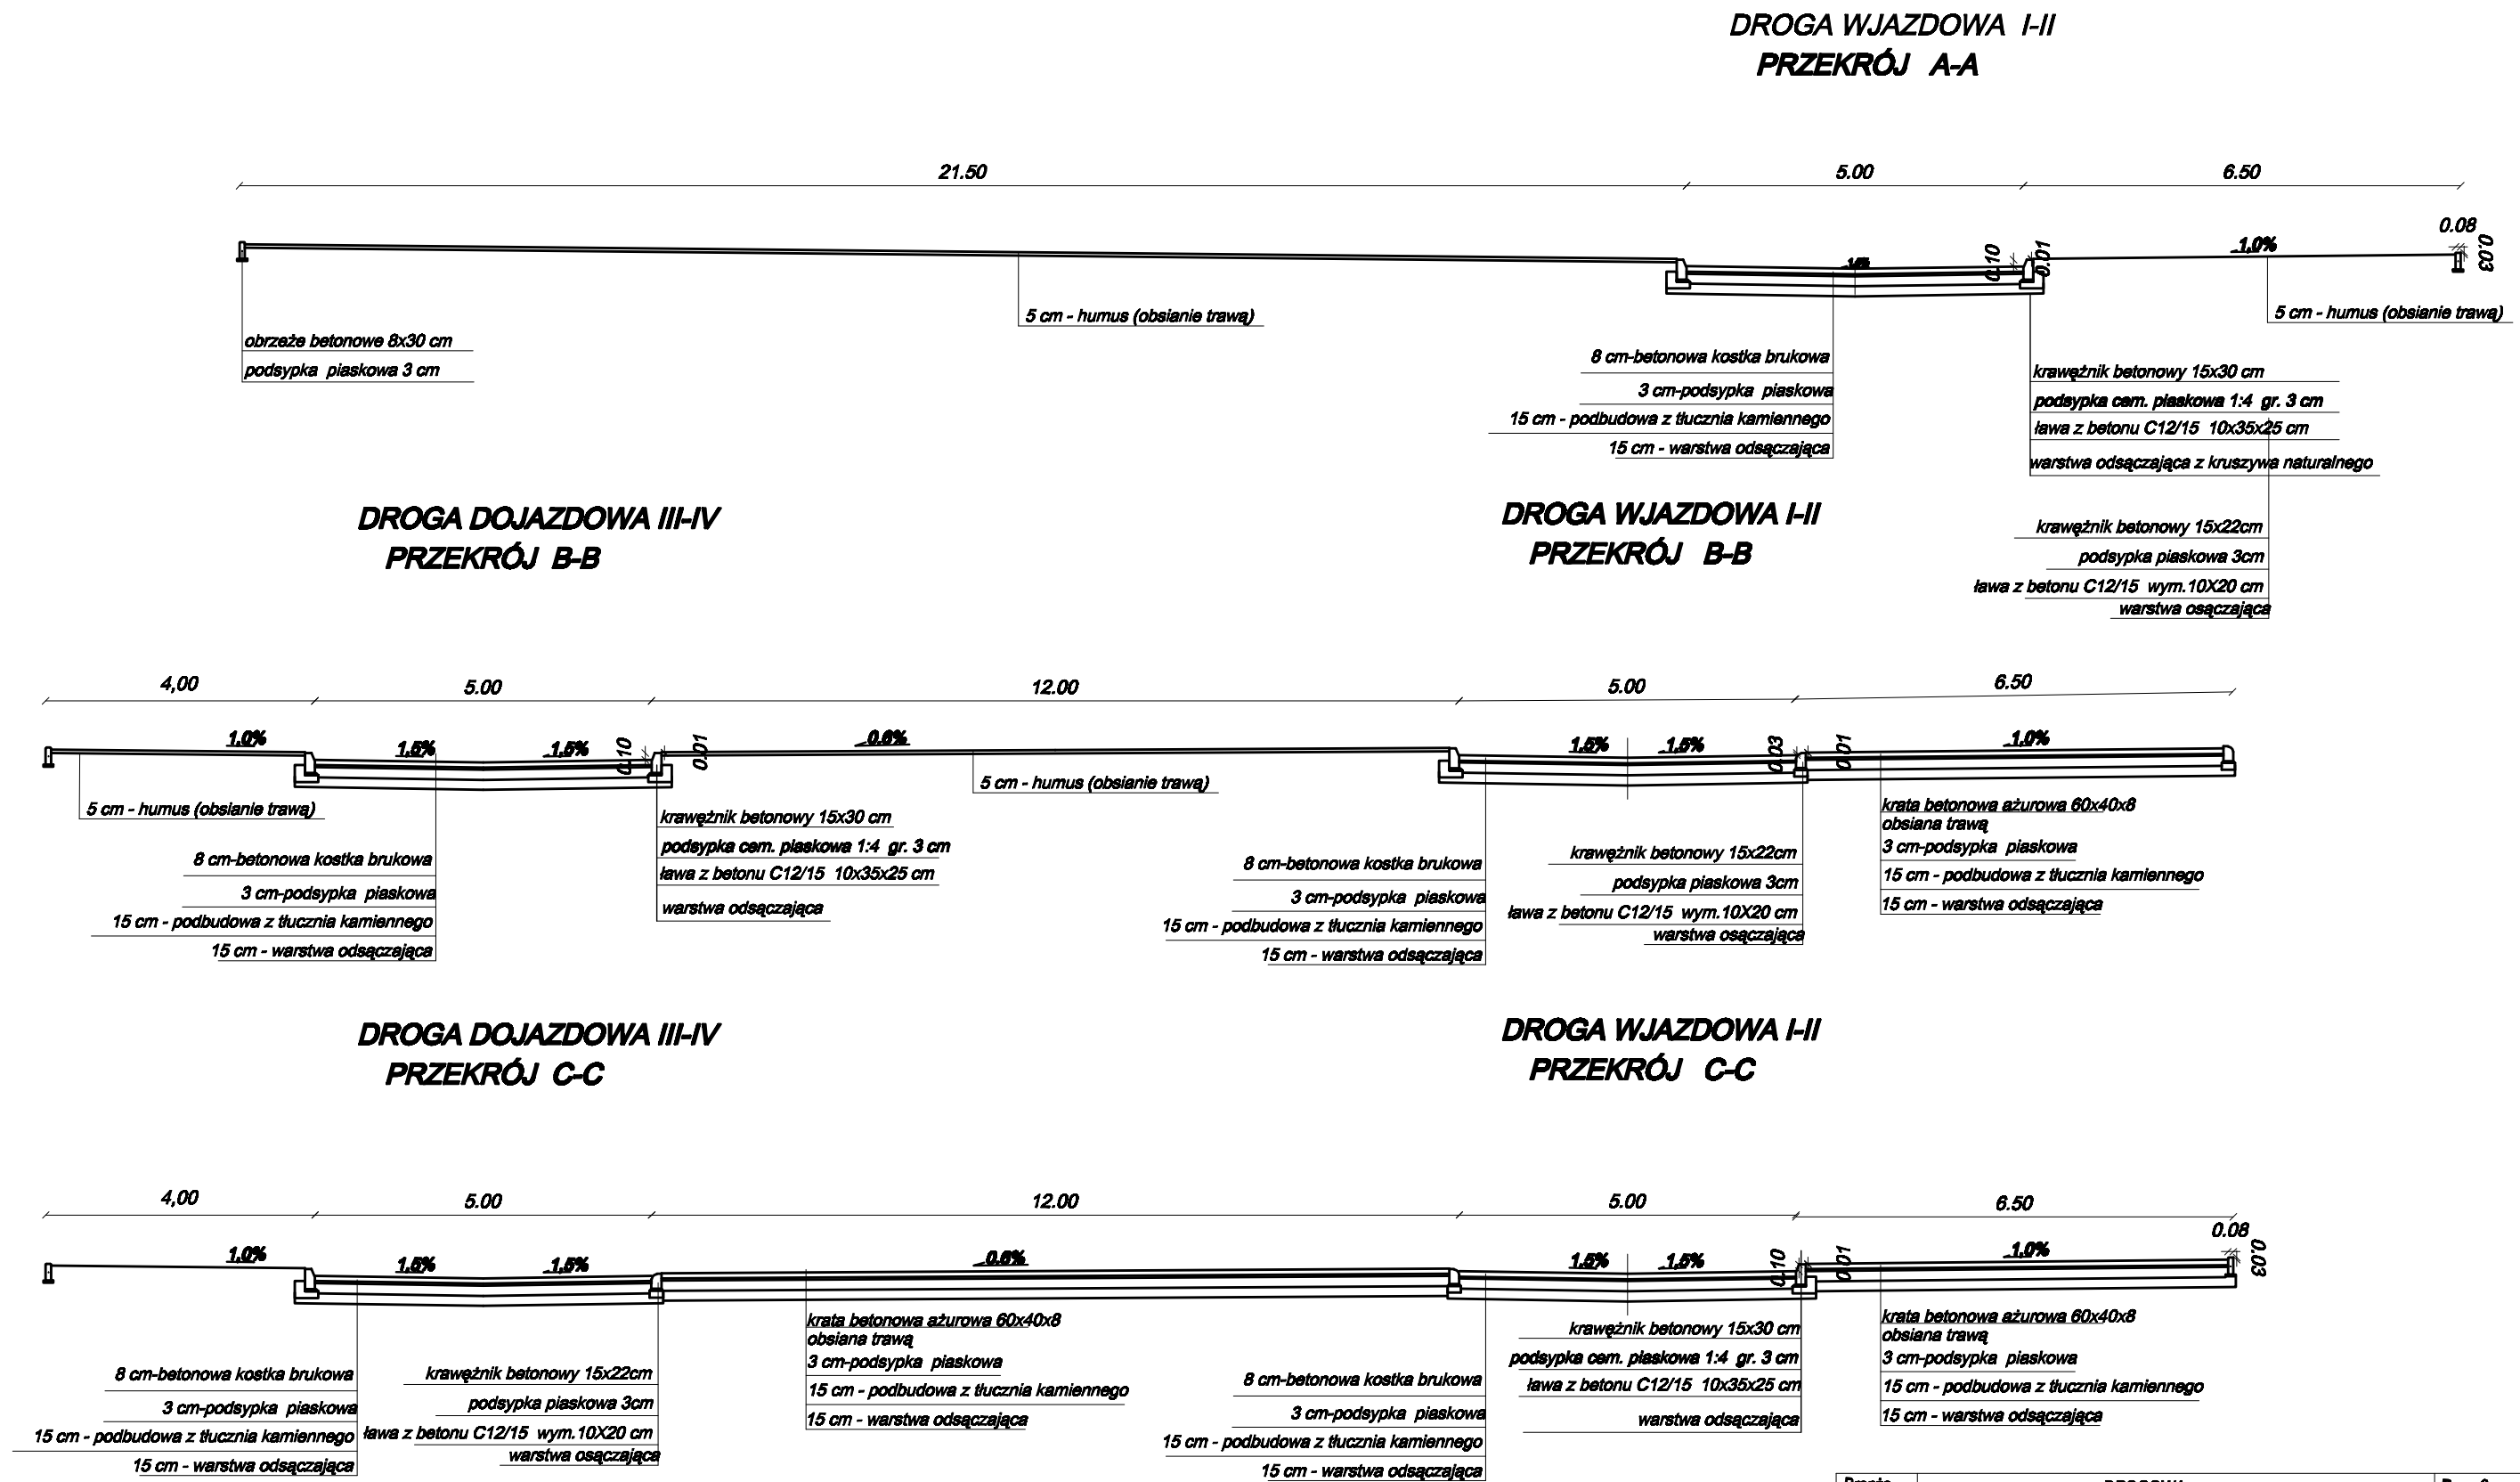 DROGA WJAZDOWA I-II
PRZEKRÓJ A-A
21.50
5.00
6.50
0.08
0.03
0.10
0.01
1,0%
5 cm - humus (obsianie trawą)
5 cm - humus (obsianie trawą)
obrzeże betonowe 8x30 cm
podsypka piaskowa 3 cm
8 cm-betonowa kostka brukowa
3 cm-podsypka piaskowa
15 cm - podbudowa z tłucznia kamiennego
15 cm - warstwa odsączająca
krawężnik betonowy 15x30 cm
podsypka cem. piaskowa 1:4 gr. 3 cm
ława z betonu C12/15 10x35x25 cm
warstwa odsączająca z kruszywa naturalnego
krawężnik betonowy 15x22cm
podsypka piaskowa 3cm
ława z betonu C12/15 wym.10X20 cm
warstwa osączająca
DROGA DOJAZDOWA III-IV
PRZEKRÓJ B-B
DROGA WJAZDOWA I-II
PRZEKRÓJ B-B
4,00
5.00
12.00
5.00
6.50
1,0%
1,5%
1,5%
0.10
0.01
0.6%
1,5%
1,5%
0.03
0.01
1,0%
5 cm - humus (obsianie trawą)
5 cm - humus (obsianie trawą)
8 cm-betonowa kostka brukowa
3 cm-podsypka piaskowa
15 cm - podbudowa z tłucznia kamiennego
15 cm - warstwa odsączająca
krawężnik betonowy 15x30 cm
podsypka cem. piaskowa 1:4 gr. 3 cm
ława z betonu C12/15 10x35x25 cm
warstwa odsączająca
8 cm-betonowa kostka brukowa
3 cm-podsypka piaskowa
15 cm - podbudowa z tłucznia kamiennego
15 cm - warstwa odsączająca
krawężnik betonowy 15x22cm
podsypka piaskowa 3cm
ława z betonu C12/15 wym.10X20 cm
warstwa osączająca
krata betonowa ażurowa 60x40x8
obsiana trawą
3 cm-podsypka piaskowa
15 cm - podbudowa z tłucznia kamiennego
15 cm - warstwa odsączająca
DROGA DOJAZDOWA III-IV
PRZEKRÓJ C-C
DROGA WJAZDOWA I-II
PRZEKRÓJ C-C
4,00
5.00
12.00
5.00
6.50
0.08
0.03
1,0%
1,5%
1,5%
0.6%
1,5%
1,5%
0.10
0.01
1,0%
8 cm-betonowa kostka brukowa
3 cm-podsypka piaskowa
15 cm - podbudowa z tłucznia kamiennego
15 cm - warstwa odsączająca
krawężnik betonowy 15x22cm
podsypka piaskowa 3cm
ława z betonu C12/15 wym.10X20 cm
warstwa osączająca
krata betonowa ażurowa 60x40x8
obsiana trawą
3 cm-podsypka piaskowa
15 cm - podbudowa z tłucznia kamiennego
15 cm - warstwa odsączająca
8 cm-betonowa kostka brukowa
3 cm-podsypka piaskowa
15 cm - podbudowa z tłucznia kamiennego
15 cm - warstwa odsączająca
krawężnik betonowy 15x30 cm
podsypka cem. piaskowa 1:4 gr. 3 cm
ława z betonu C12/15 10x35x25 cm
warstwa odsączająca
krata betonowa ażurowa 60x40x8
obsiana trawą
3 cm-podsypka piaskowa
15 cm - podbudowa z tłucznia kamiennego
15 cm - warstwa odsączająca